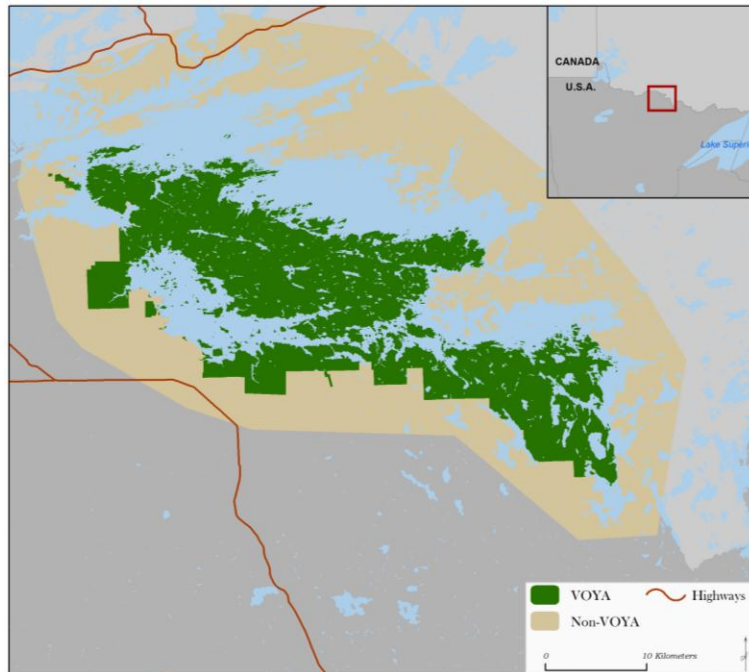 CANADA
U.S.A.
Lake Superi
VOYA
Highways
Non-VOYA
0
10 Kilometers